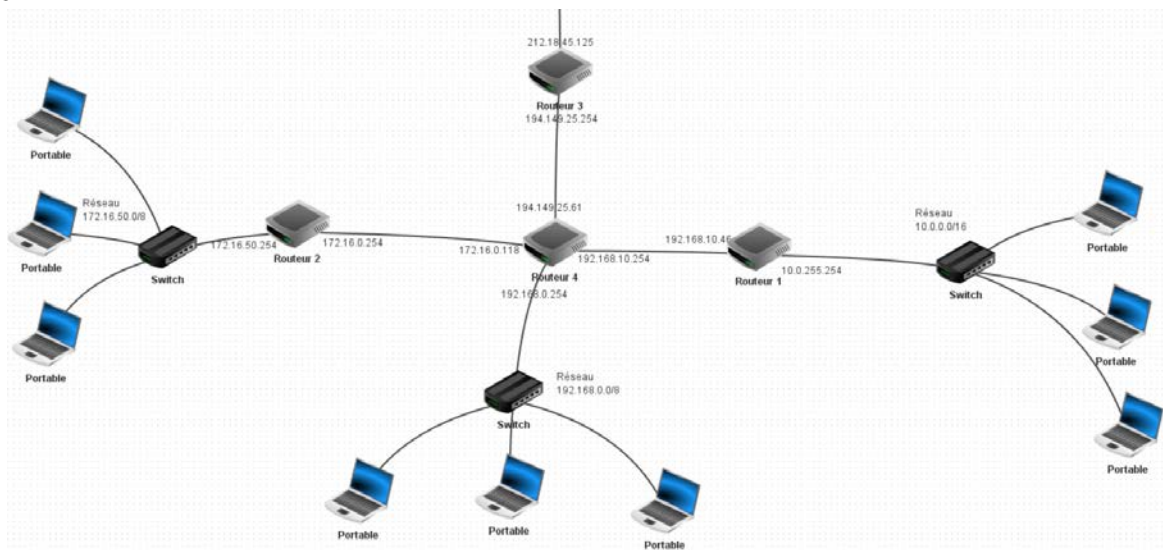 212.18.45.125
Routeur 3
194.149.25.254
Portable
Réseau
172.16.50.0/8
Portable
172.16.50.254
Switch
Portable
Routeur 2
172.16.0.254
194.149.25.61
172.16.0.118
Routeur 4
192.168.10.254
192.168.0.254
192.168.10.46
Routeur 1
10.0.255.254
Réseau
10.0.0.0/16
Switch
Portable
Portable
Portable
Réseau
192.168.0.0/8
Switch
Portable
Portable
Portable